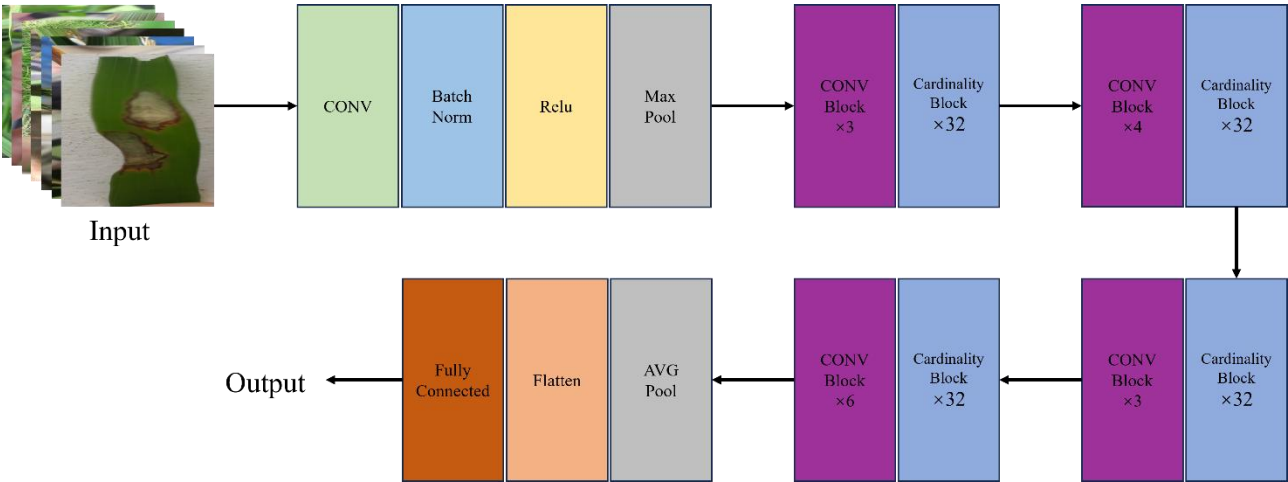 Input
CONV
Batch
Norm
Relu
Max
Pool
CONV
Block
×3
Cardinality
Block
×32
CONV
Block
×4
Cardinality
Block
×32
Cardinality
Block
×32
CONV
Block
×3
Cardinality
Block
×32
CONV
Block
×6
AVG
Pool
Flatten
Fully
Connected
Output